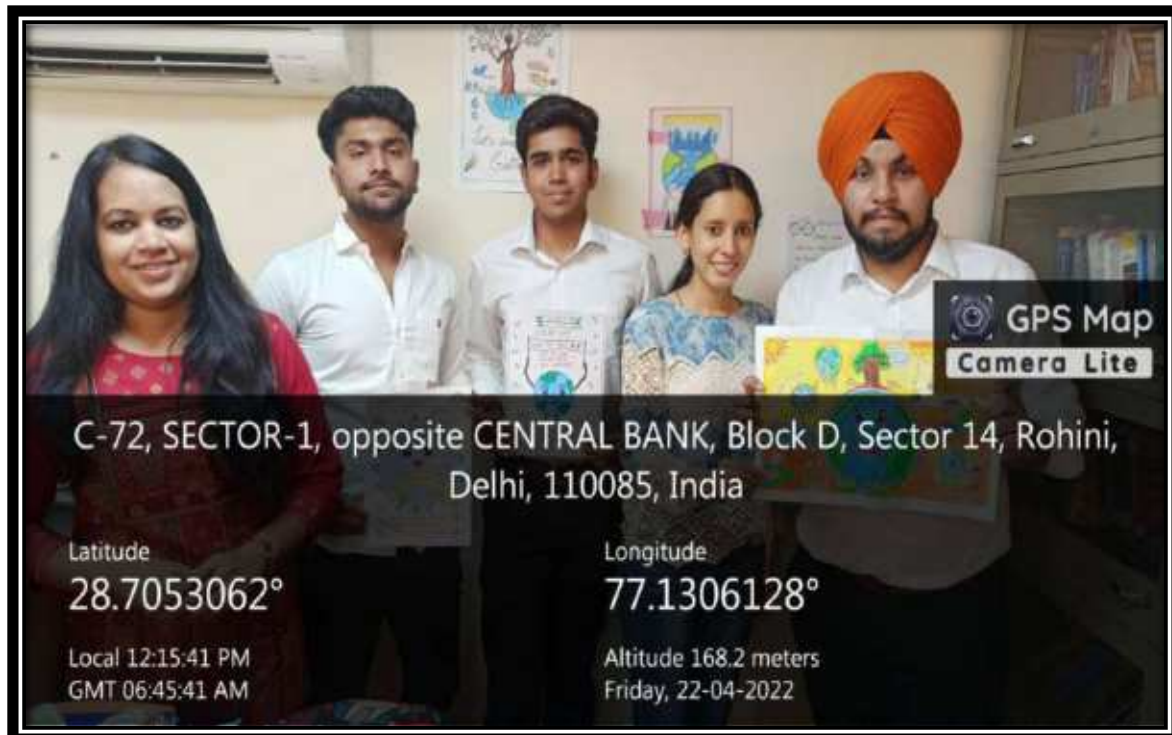 GPS Map
Camera Lite
C-72, SECTOR-1, opposite CENTRAL BANK, Block D, Sector 14, Rohini,
Delhi, 110085, India
Latitude
28.7053062°
Longitude
77.1306128°
Local 12:15:41 PM
GMT 06:45:41 AM
Altitude 168.2 meters
Friday, 22-04-2022